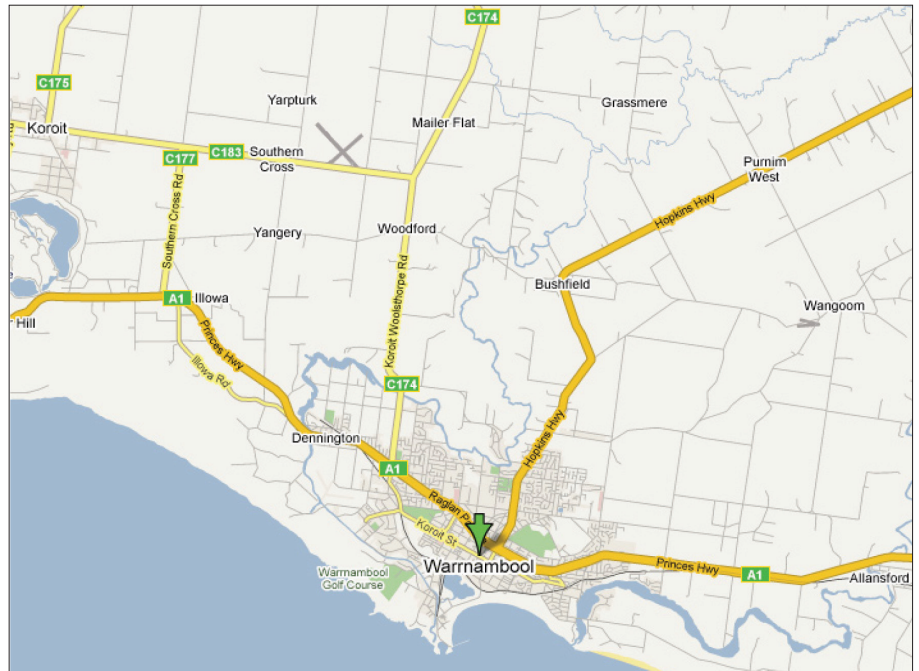 C174
C175
Yarpturk
Grassmere
Koroit
Mailer Flat
C183
Southern
Cross
C177
Purnim
West
Southern Cross Rd
Yangery
Woodford
Hopkins Hwy
Koroit Woolsthorpe Rd
Bushfield
A1
Illowa
Wangoom
Hill
Princes Hwy
Illowa Rd
C174
Dennington
Hopkins Hwy
A1
Raglan P
Koroit St
Warrnambool
Princes Hwy
A1
Allansford
Warrnambool
Golf Course